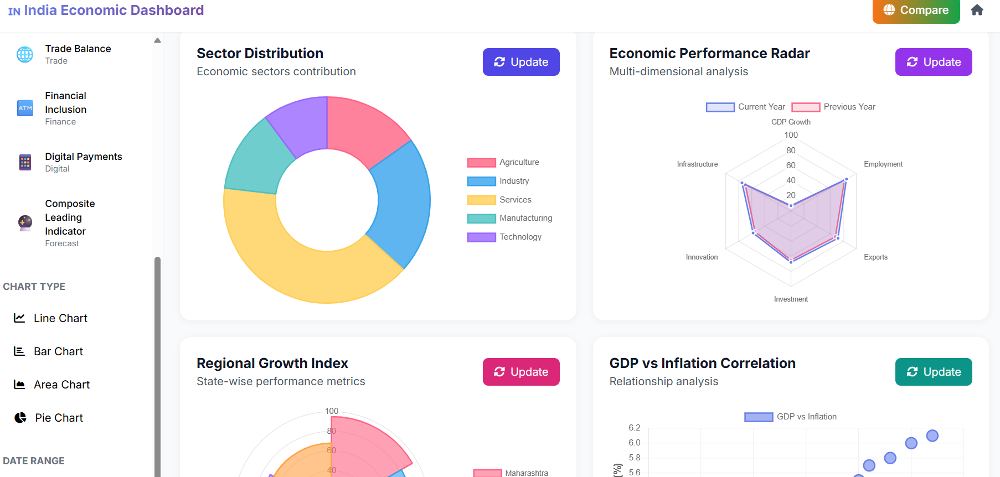 IN India Economic Dashboard
Compare
Trade Balance
Trade
Financial
Inclusion
Finance
ATM
Digital Payments
Digital
Composite
Leading
Indicator
Forecast
CHART TYPE
Line Chart
Bar Chart
Area Chart
Pie Chart
DATE RANGE
Sector Distribution
Economic sectors contribution
Update
Agriculture
Industry
Services
Manufacturing
Technology
Economic Performance Radar
Multi-dimensional analysis
Update
Current Year
Previous Year
GDP Growth
100
80
60
40
20
Infrastructure
Employment
Innovation
Exports
Investment
Regional Growth Index
State-wise performance metrics
Update
100
80
60
40
Maharashtra
GDP vs Inflation Correlation
Relationship analysis
Update
GDP vs Inflation
6.2
6.0
5.8
5.6
(%)